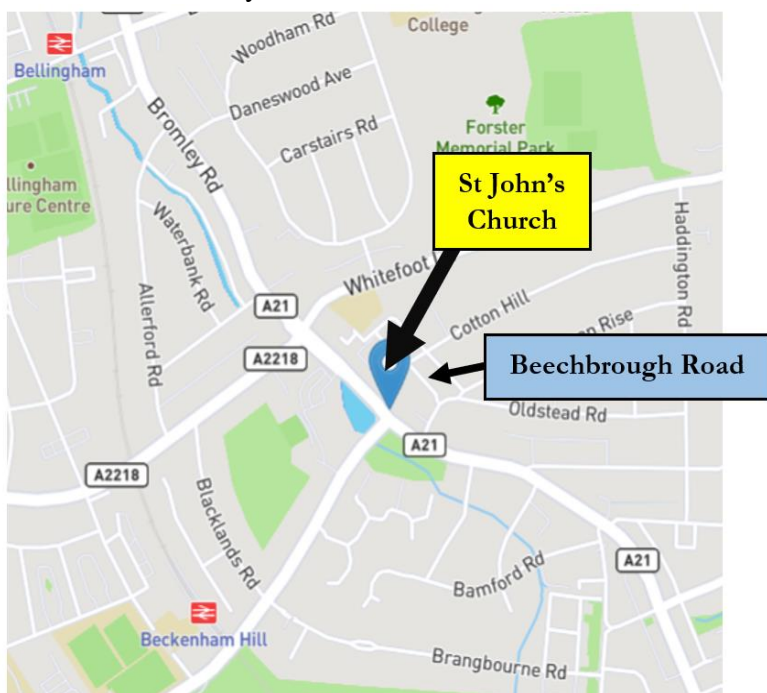 College
Woodham Rd
Bellingham
Daneswood Ave
Bromley Rd
Forster
Memorial Park
Carstairs Rd
St John's
Church
llingham
ure Centre
Haddington Rd
Waterbank Rd
Whitefoot
Allerford Rd
A21
Cotton Hill
Rise
A2218
Beechbrough Road
Oldstead Rd
A21
A2218
Blacklands Rd
A21
Bamford Rd
Beckenham Hill
Brangbourne Rd